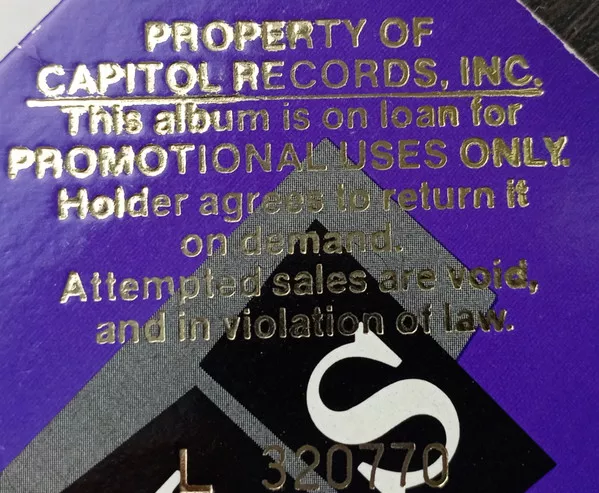 PROPERTY OF
CAPITOL RECORDS, INC.
This album is on loan for
PROMOTIONAL USES ONLY.
Holder agrees to return it
on demand.
Attempted sales are void,
and in violation of law.
S
L 320770